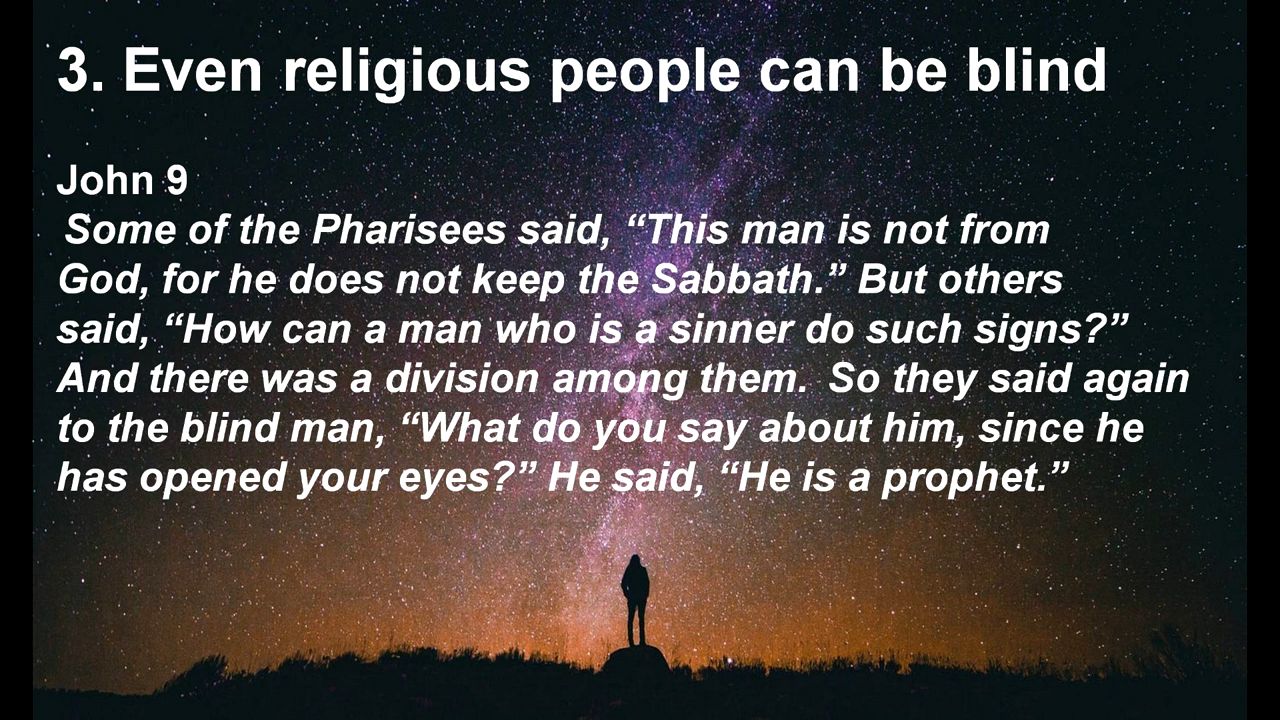 3. Even religious people can be blind
John 9
Some of the Pharisees said, “This man is not from
God, for he does not keep the Sabbath.” But others
said, “How can a man who is a sinner do such signs?”
And there was a division among them.  So they said again
to the blind man, “What do you say about him, since he
has opened your eyes?” He said, “He is a prophet.”